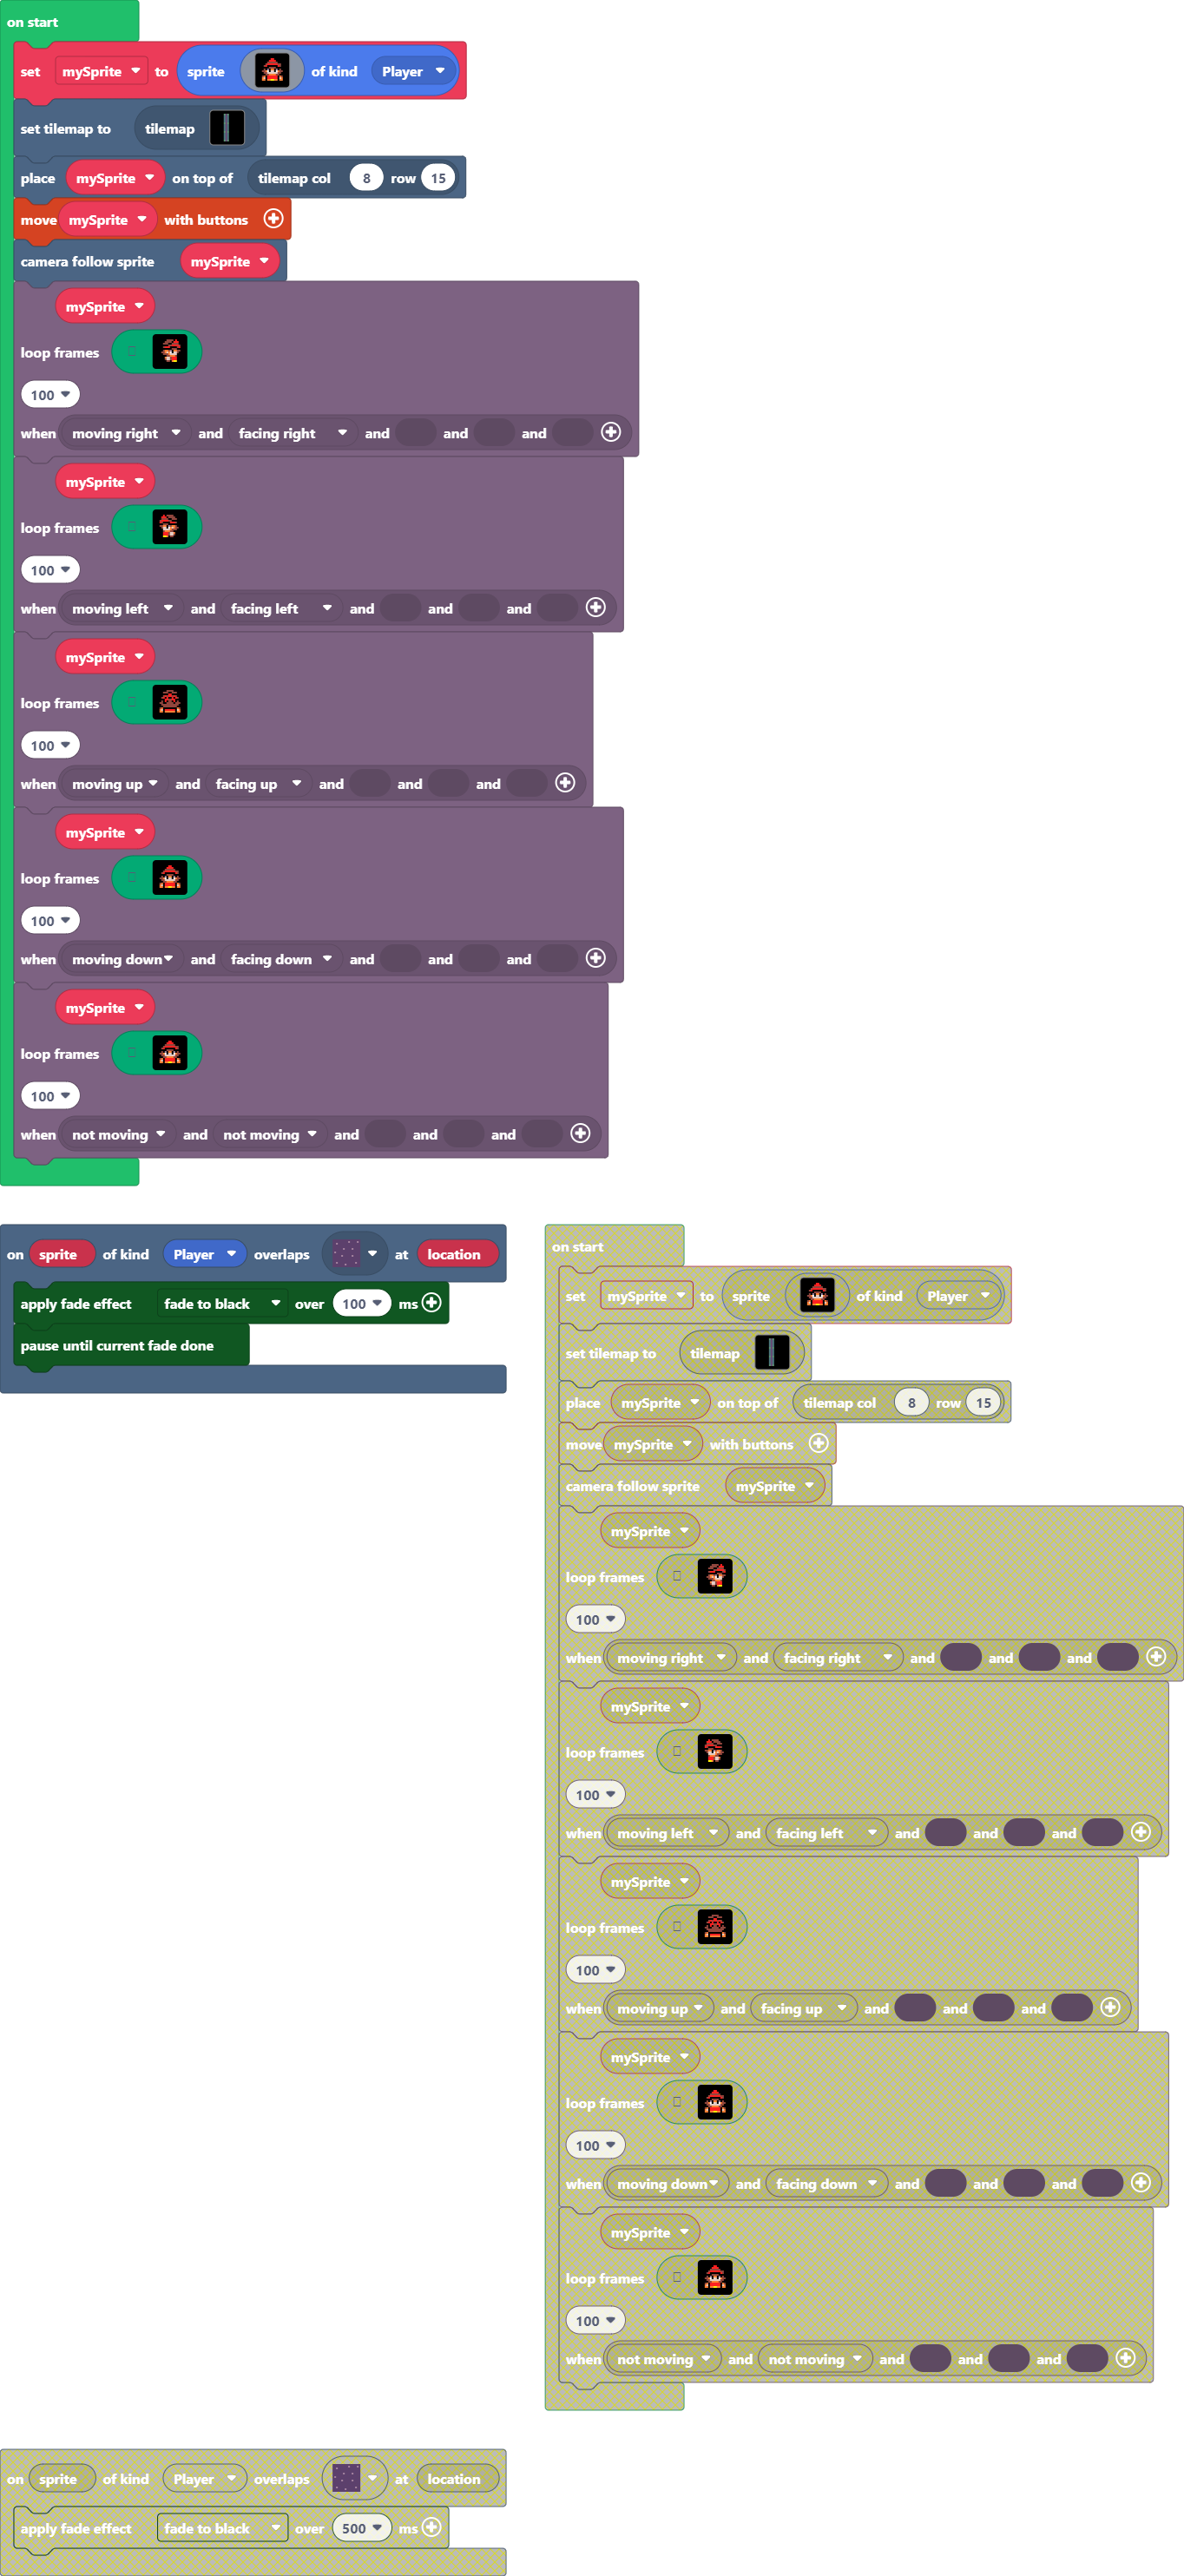 on start
set mySprite to sprite of kind Player
set tilemap to tilemap
place mySprite on top of tilemap col 8 row 15
move mySprite with buttons
camera follow sprite mySprite
mySprite
loop frames
100
when moving right and facing right and and and
mySprite
loop frames
100
when moving left and facing left and and and
mySprite
loop frames
100
when moving up and facing up and and and
mySprite
loop frames
100
when moving down and facing down and and and
mySprite
loop frames
100
when not moving and not moving and and and
on sprite of kind Player overlaps at location
apply fade effect fade to black over 100 ms
pause until current fade done
on start
set mySprite to sprite of kind Player
set tilemap to tilemap
place mySprite on top of tilemap col 8 row 15
move mySprite with buttons
camera follow sprite mySprite
mySprite
loop frames
100
when moving right and facing right and and and
mySprite
loop frames
100
when moving left and facing left and and and
mySprite
loop frames
100
when moving up and facing up and and and
mySprite
loop frames
100
when moving down and facing down and and and
mySprite
loop frames
100
when not moving and not moving and and and
on sprite of kind Player overlaps at location
apply fade effect fade to black over 500 ms